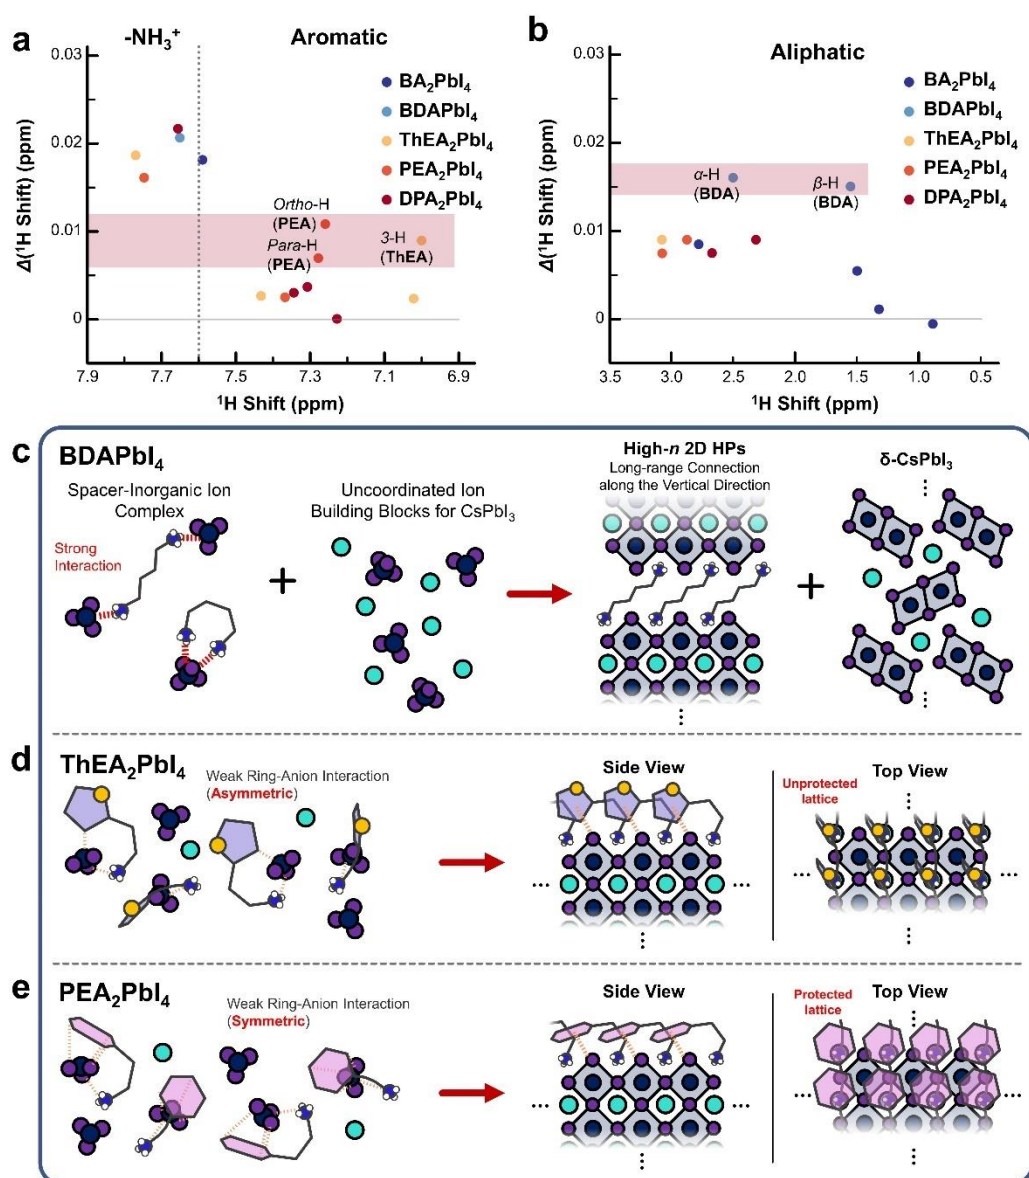 a
-NH₃⁺ Aromatic
0.03
0.02
0.01
0
Δ(¹H Shift) (ppm)
BA₂PbI₄
BDAPbI₄
ThEA₂PbI₄
PEA₂PbI₄
DPA₂PbI₄
Ortho-H
(PEA)
Para-H
(PEA)
3-H
(ThEA)
7.9 7.7 7.5 7.3 7.1 6.9
¹H Shift (ppm)
b
Aliphatic
0.03
0.02
0.01
0
Δ(¹H Shift) (ppm)
BA₂PbI₄
BDAPbI₄
ThEA₂PbI₄
PEA₂PbI₄
DPA₂PbI₄
α-H
(BDA)
β-H
(BDA)
3.5 3.0 2.5 2.0 1.5 1.0 0.5
¹H Shift (ppm)
c
BDAPbI₄
Spacer-Inorganic Ion
Complex
Strong
Interaction
+
Uncoordinated Ion
Building Blocks for CsPbI₃
High-n 2D HPs
Long-range Connection
along the Vertical Direction
+
δ-CsPbI₃
d
ThEA₂PbI₄
Weak Ring-Anion Interaction
(Asymmetric)
Side View
Unprotected
lattice
Top View
e
PEA₂PbI₄
Weak Ring-Anion Interaction
(Symmetric)
Side View
Protected
lattice
Top View